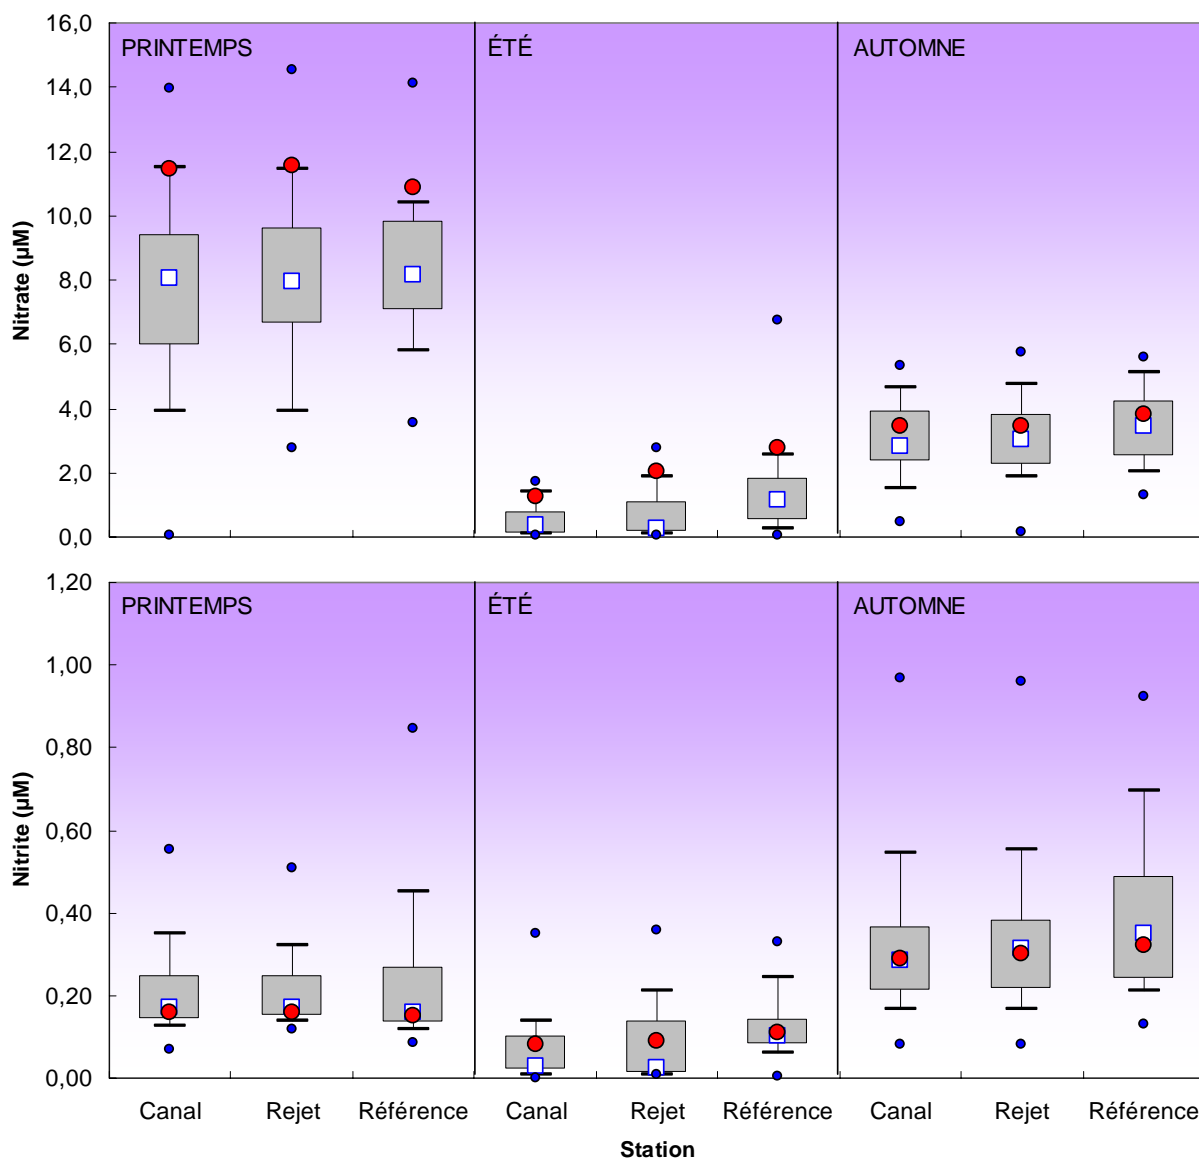 16,0
14,0
12,0
10,0
8,0
6,0
4,0
2,0
0,0
Nitrate (µM)
PRINTEMPS
ÉTÉ
AUTOMNE
1,20
1,00
0,80
0,60
0,40
0,20
0,00
Nitrite (µM)
PRINTEMPS
ÉTÉ
AUTOMNE
Canal
Rejet
Référence
Canal
Rejet
Référence
Canal
Rejet
Référence
Station